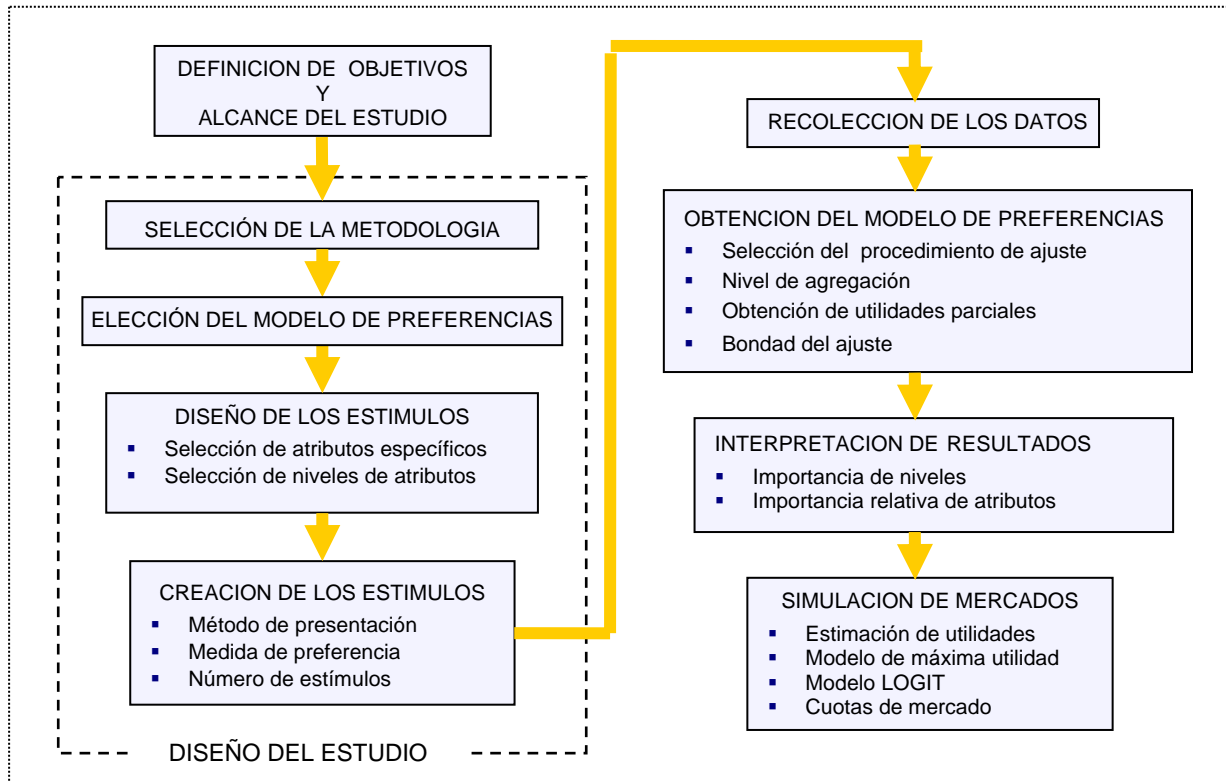 DEFINICION DE OBJETIVOS
Y
ALCANCE DEL ESTUDIO
SELECCIÓN DE LA METODOLOGIA
ELECCIÓN DEL MODELO DE PREFERENCIAS
DISEÑO DE LOS ESTIMULOS
▪ Selección de atributos específicos
▪ Selección de niveles de atributos
CREACION DE LOS ESTIMULOS
▪ Método de presentación
▪ Medida de preferencia
▪ Número de estímulos
DISEÑO DEL ESTUDIO
RECOLECCION DE LOS DATOS
OBTENCION DEL MODELO DE PREFERENCIAS
▪ Selección del procedimiento de ajuste
▪ Nivel de agregación
▪ Obtención de utilidades parciales
▪ Bondad del ajuste
INTERPRETACION DE RESULTADOS
▪ Importancia de niveles
▪ Importancia relativa de atributos
SIMULACION DE MERCADOS
▪ Estimación de utilidades
▪ Modelo de máxima utilidad
▪ Modelo LOGIT
▪ Cuotas de mercado